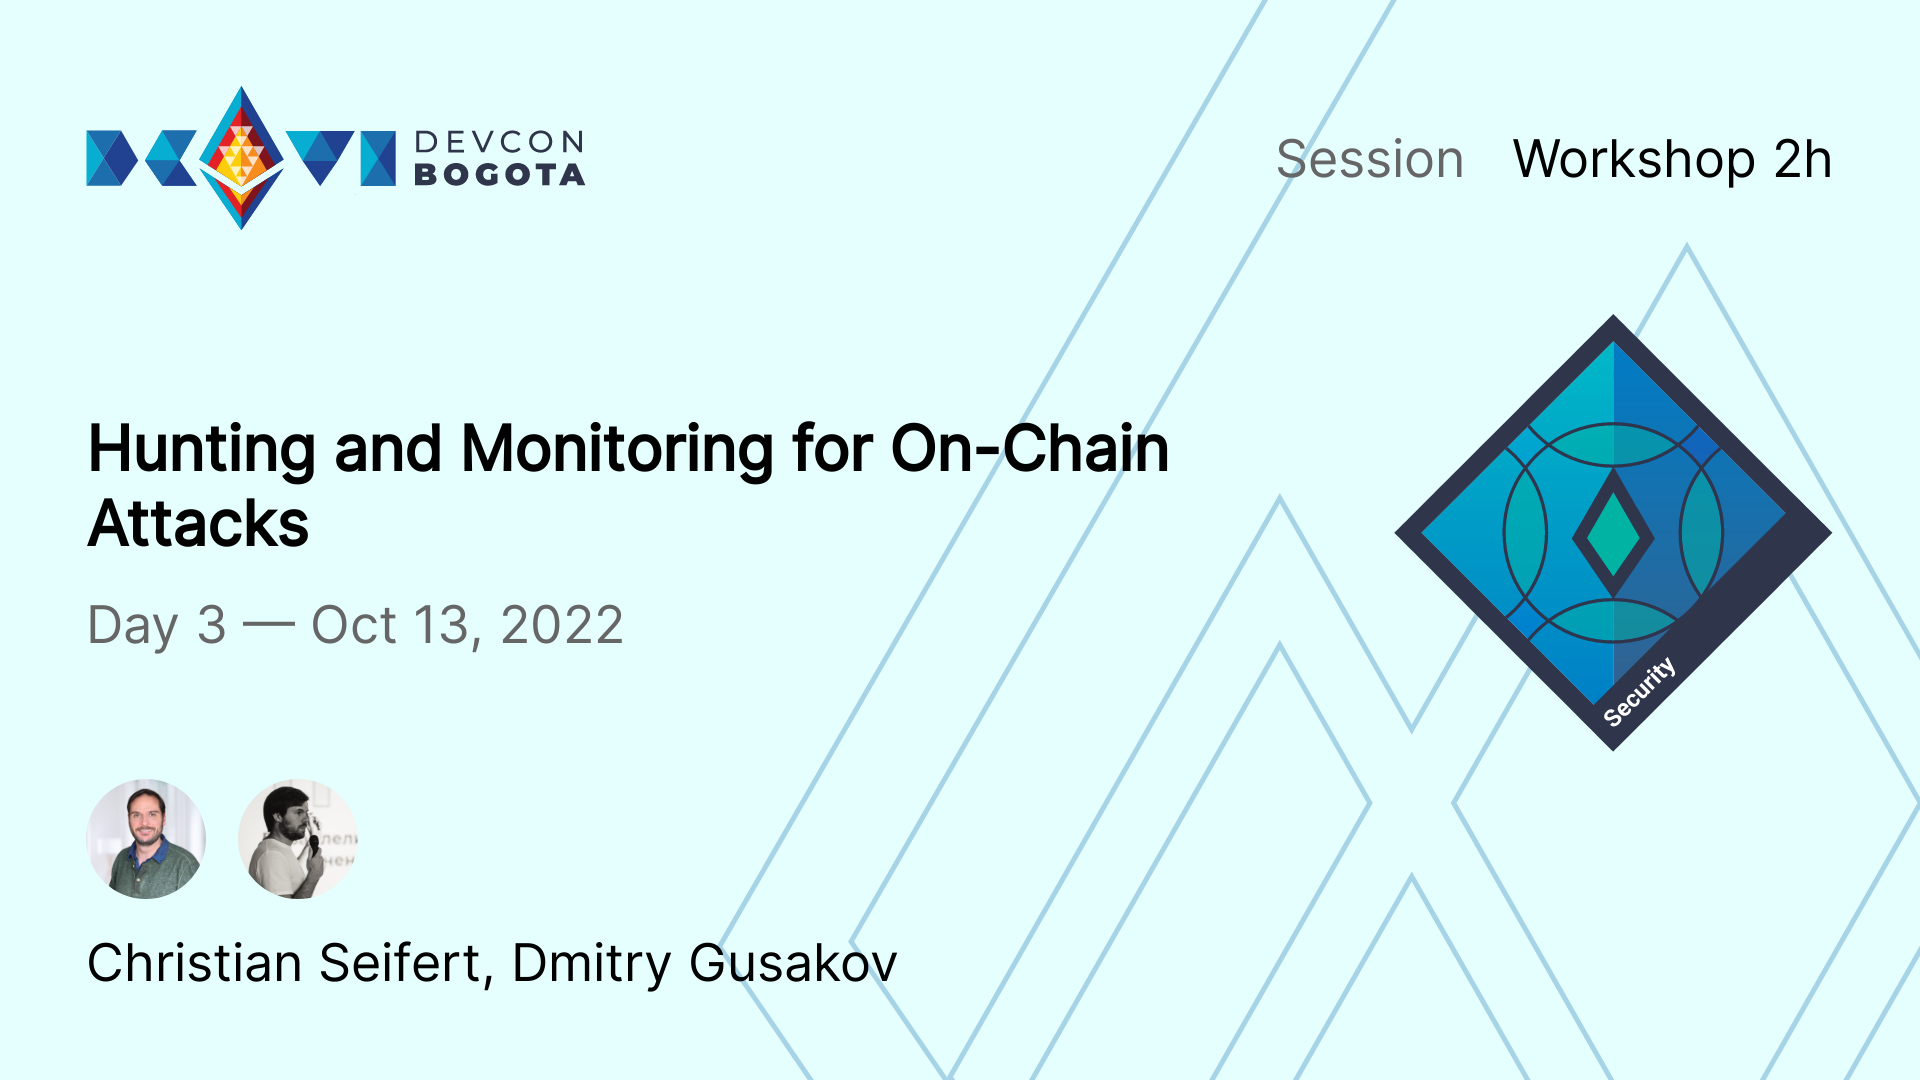 DEVCON
BOGOTA
Session Workshop 2h
Hunting and Monitoring for On-Chain
Attacks
Day 3 — Oct 13, 2022
Security
Christian Seifert, Dmitry Gusakov